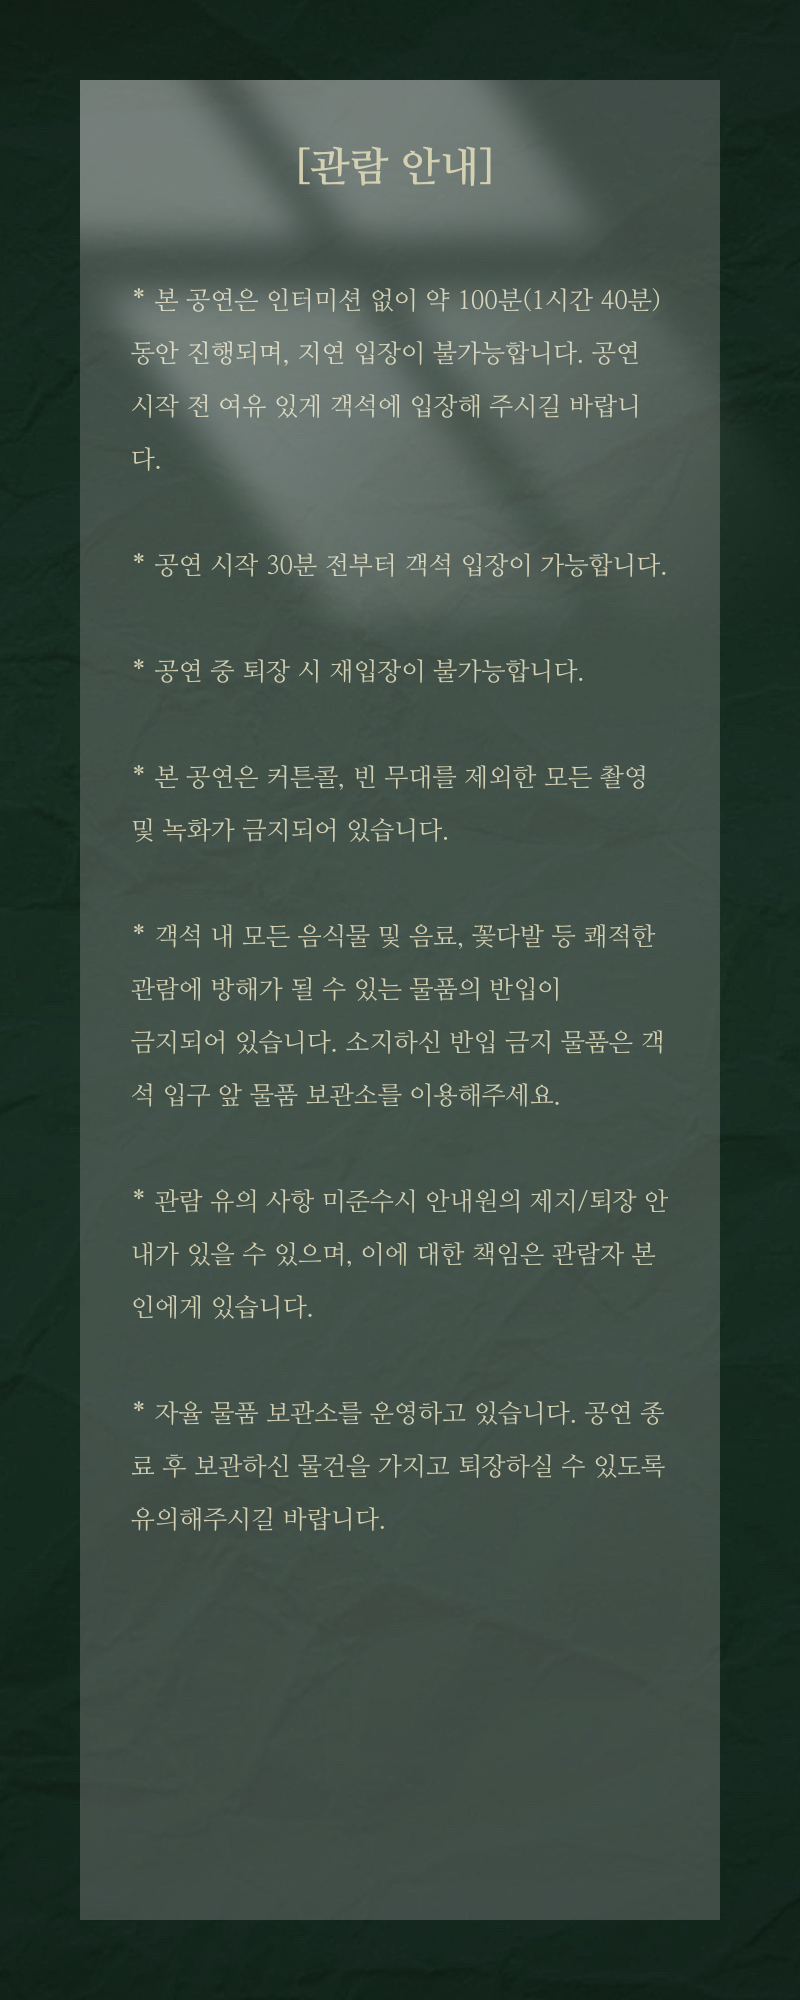 [관람 안내]
* 본 공연은 인터미션 없이 약 100분(1시간 40분)
동안 진행되며, 지연 입장이 불가능합니다. 공연
시작 전 여유 있게 객석에 입장해 주시길 바랍니
다.
* 공연 시작 30분 전부터 객석 입장이 가능합니다.
* 공연 중 퇴장 시 재입장이 불가능합니다.
* 본 공연은 커튼콜, 빈 무대를 제외한 모든 촬영
및 녹화가 금지되어 있습니다.
* 객석 내 모든 음식물 및 음료, 꽃다발 등 쾌적한
관람에 방해가 될 수 있는 물품의 반입이
금지되어 있습니다. 소지하신 반입 금지 물품은 객
석 입구 앞 물품 보관소를 이용해주세요.
* 관람 유의 사항 미준수시 안내원의 제지/퇴장 안
내가 있을 수 있으며, 이에 대한 책임은 관람자 본
인에게 있습니다.
* 자율 물품 보관소를 운영하고 있습니다. 공연 종
료 후 보관하신 물건을 가지고 퇴장하실 수 있도록
유의해주시길 바랍니다.